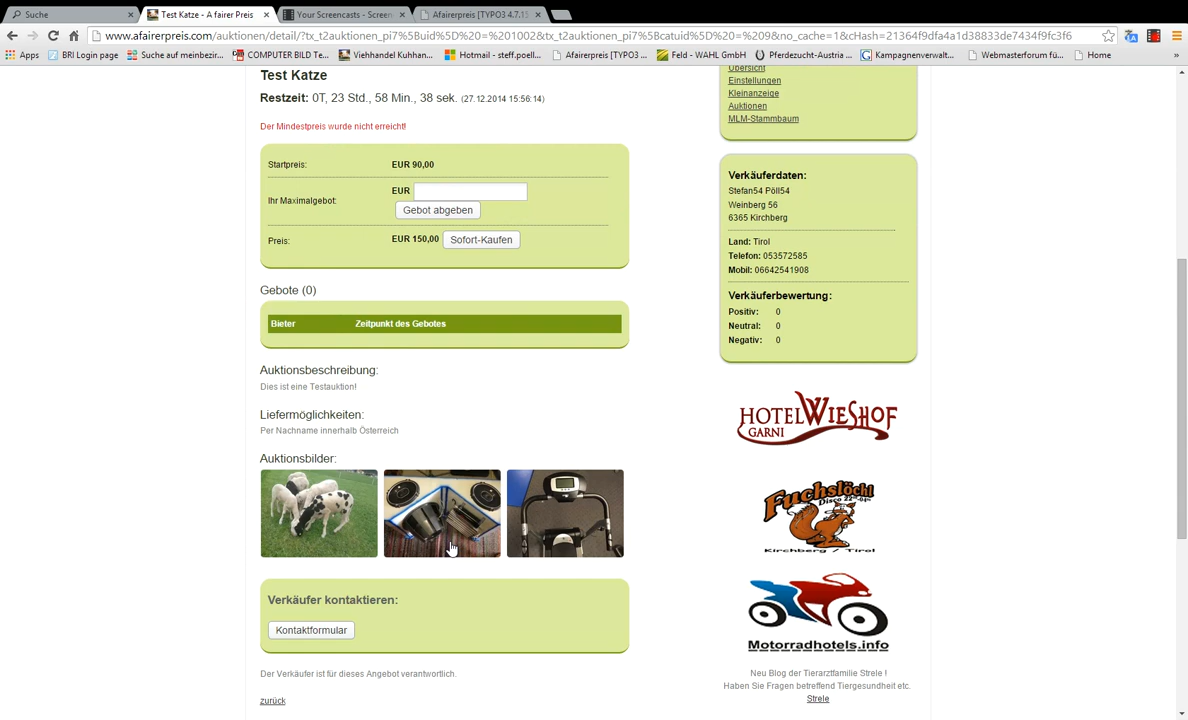 Suche
Test Katze - A fairer Preis
Your Screencasts - Screen
Afairerpreis [TYPO3 4.7.15
www.afairerpreis.com/auktionen/detail/?tx_t2auktionen_pi7%5Buid%5D%20=%201002&tx_t2auktionen_pi7%5Bcatuid%5D%20=%209&no_cache=1&cHash=21364f9dfa4a1d38833de7434f9fc3f6
Apps
BRI Login page
Suche auf meinbezir...
COMPUTER BILD Te...
Viehhandel Kuhhan...
Hotmail - steff.poell...
Afairerpreis [TYPO3 ...
Feld - WAHL GmbH
Pferdezucht-Austria ...
Kampagnenverwalt...
Webmasterforum fü...
Home
»
Test Katze
Restzeit: 0T, 23 Std., 58 Min., 38 sek. (27.12.2014 15:56:14)
Der Mindestpreis wurde nicht erreicht!
Startpreis: EUR 90,00
Ihr Maximalgebot: EUR
Gebot abgeben
Preis: EUR 150,00 Sofort-Kaufen
Gebote (0)
Bieter Zeitpunkt des Gebotes
Auktionsbeschreibung:
Dies ist eine Testauktion!
Liefermöglichkeiten:
Per Nachname innerhalb Österreich
Auktionsbilder:
Verkäufer kontaktieren:
Kontaktformular
Der Verkäufer ist für dieses Angebot verantwortlich.
zurück
Übersicht
Einstellungen
Kleinanzeige
Auktionen
MLM-Stammbaum
Verkäuferdaten:
Stefan54 Pöll54
Weinberg 56
6365 Kirchberg
Land: Tirol
Telefon: 053572585
Mobil: 06642541908
Verkäuferbewertung:
Positiv: 0
Neutral: 0
Negativ: 0
HOTEL WIESHOF
GARNI
Fuchslöchl
Kirchberg / Tirol
Motorradhotels.info
Neu Blog der Tierarztfamilie Strele !
Haben Sie Fragen betreffend Tiergesundheit etc.
Strele